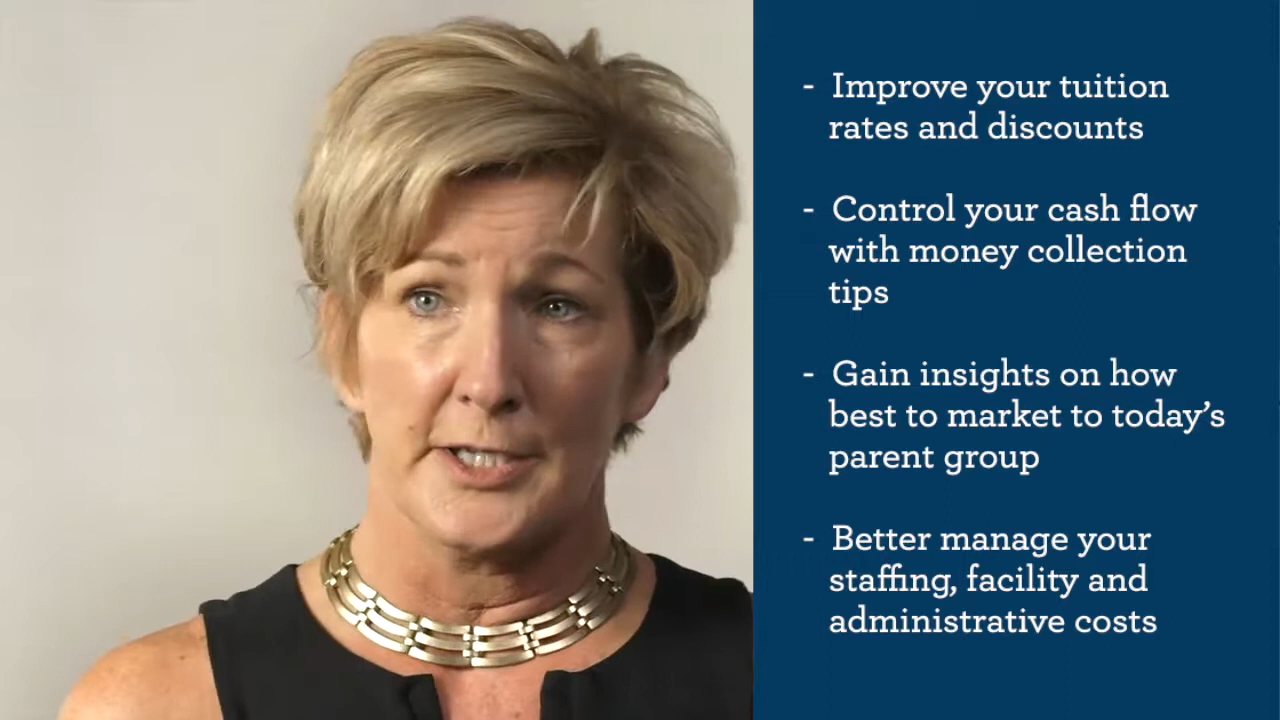 - Improve your tuition
rates and discounts
- Control your cash flow
with money collection
tips
- Gain insights on how
best to market to today’s
parent group
- Better manage your
staffing, facility and
administrative costs